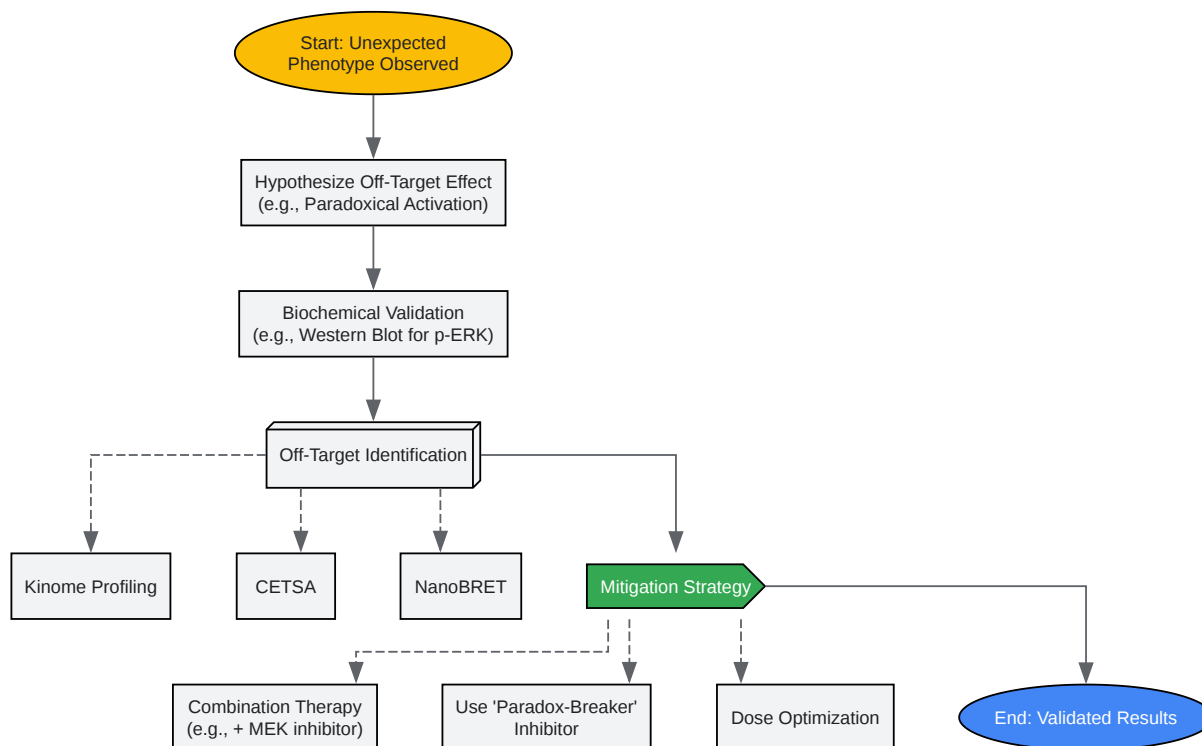 Start: Unexpected
Phenotype Observed
Hypothesize Off-Target Effect
(e.g., Paradoxical Activation)
Biochemical Validation
(e.g., Western Blot for p-ERK)
Off-Target Identification
Kinome Profiling
CETSA
NanoBRET
Mitigation Strategy
Combination Therapy
(e.g., + MEK inhibitor)
Use 'Paradox-Breaker'
Inhibitor
Dose Optimization
End: Validated Results